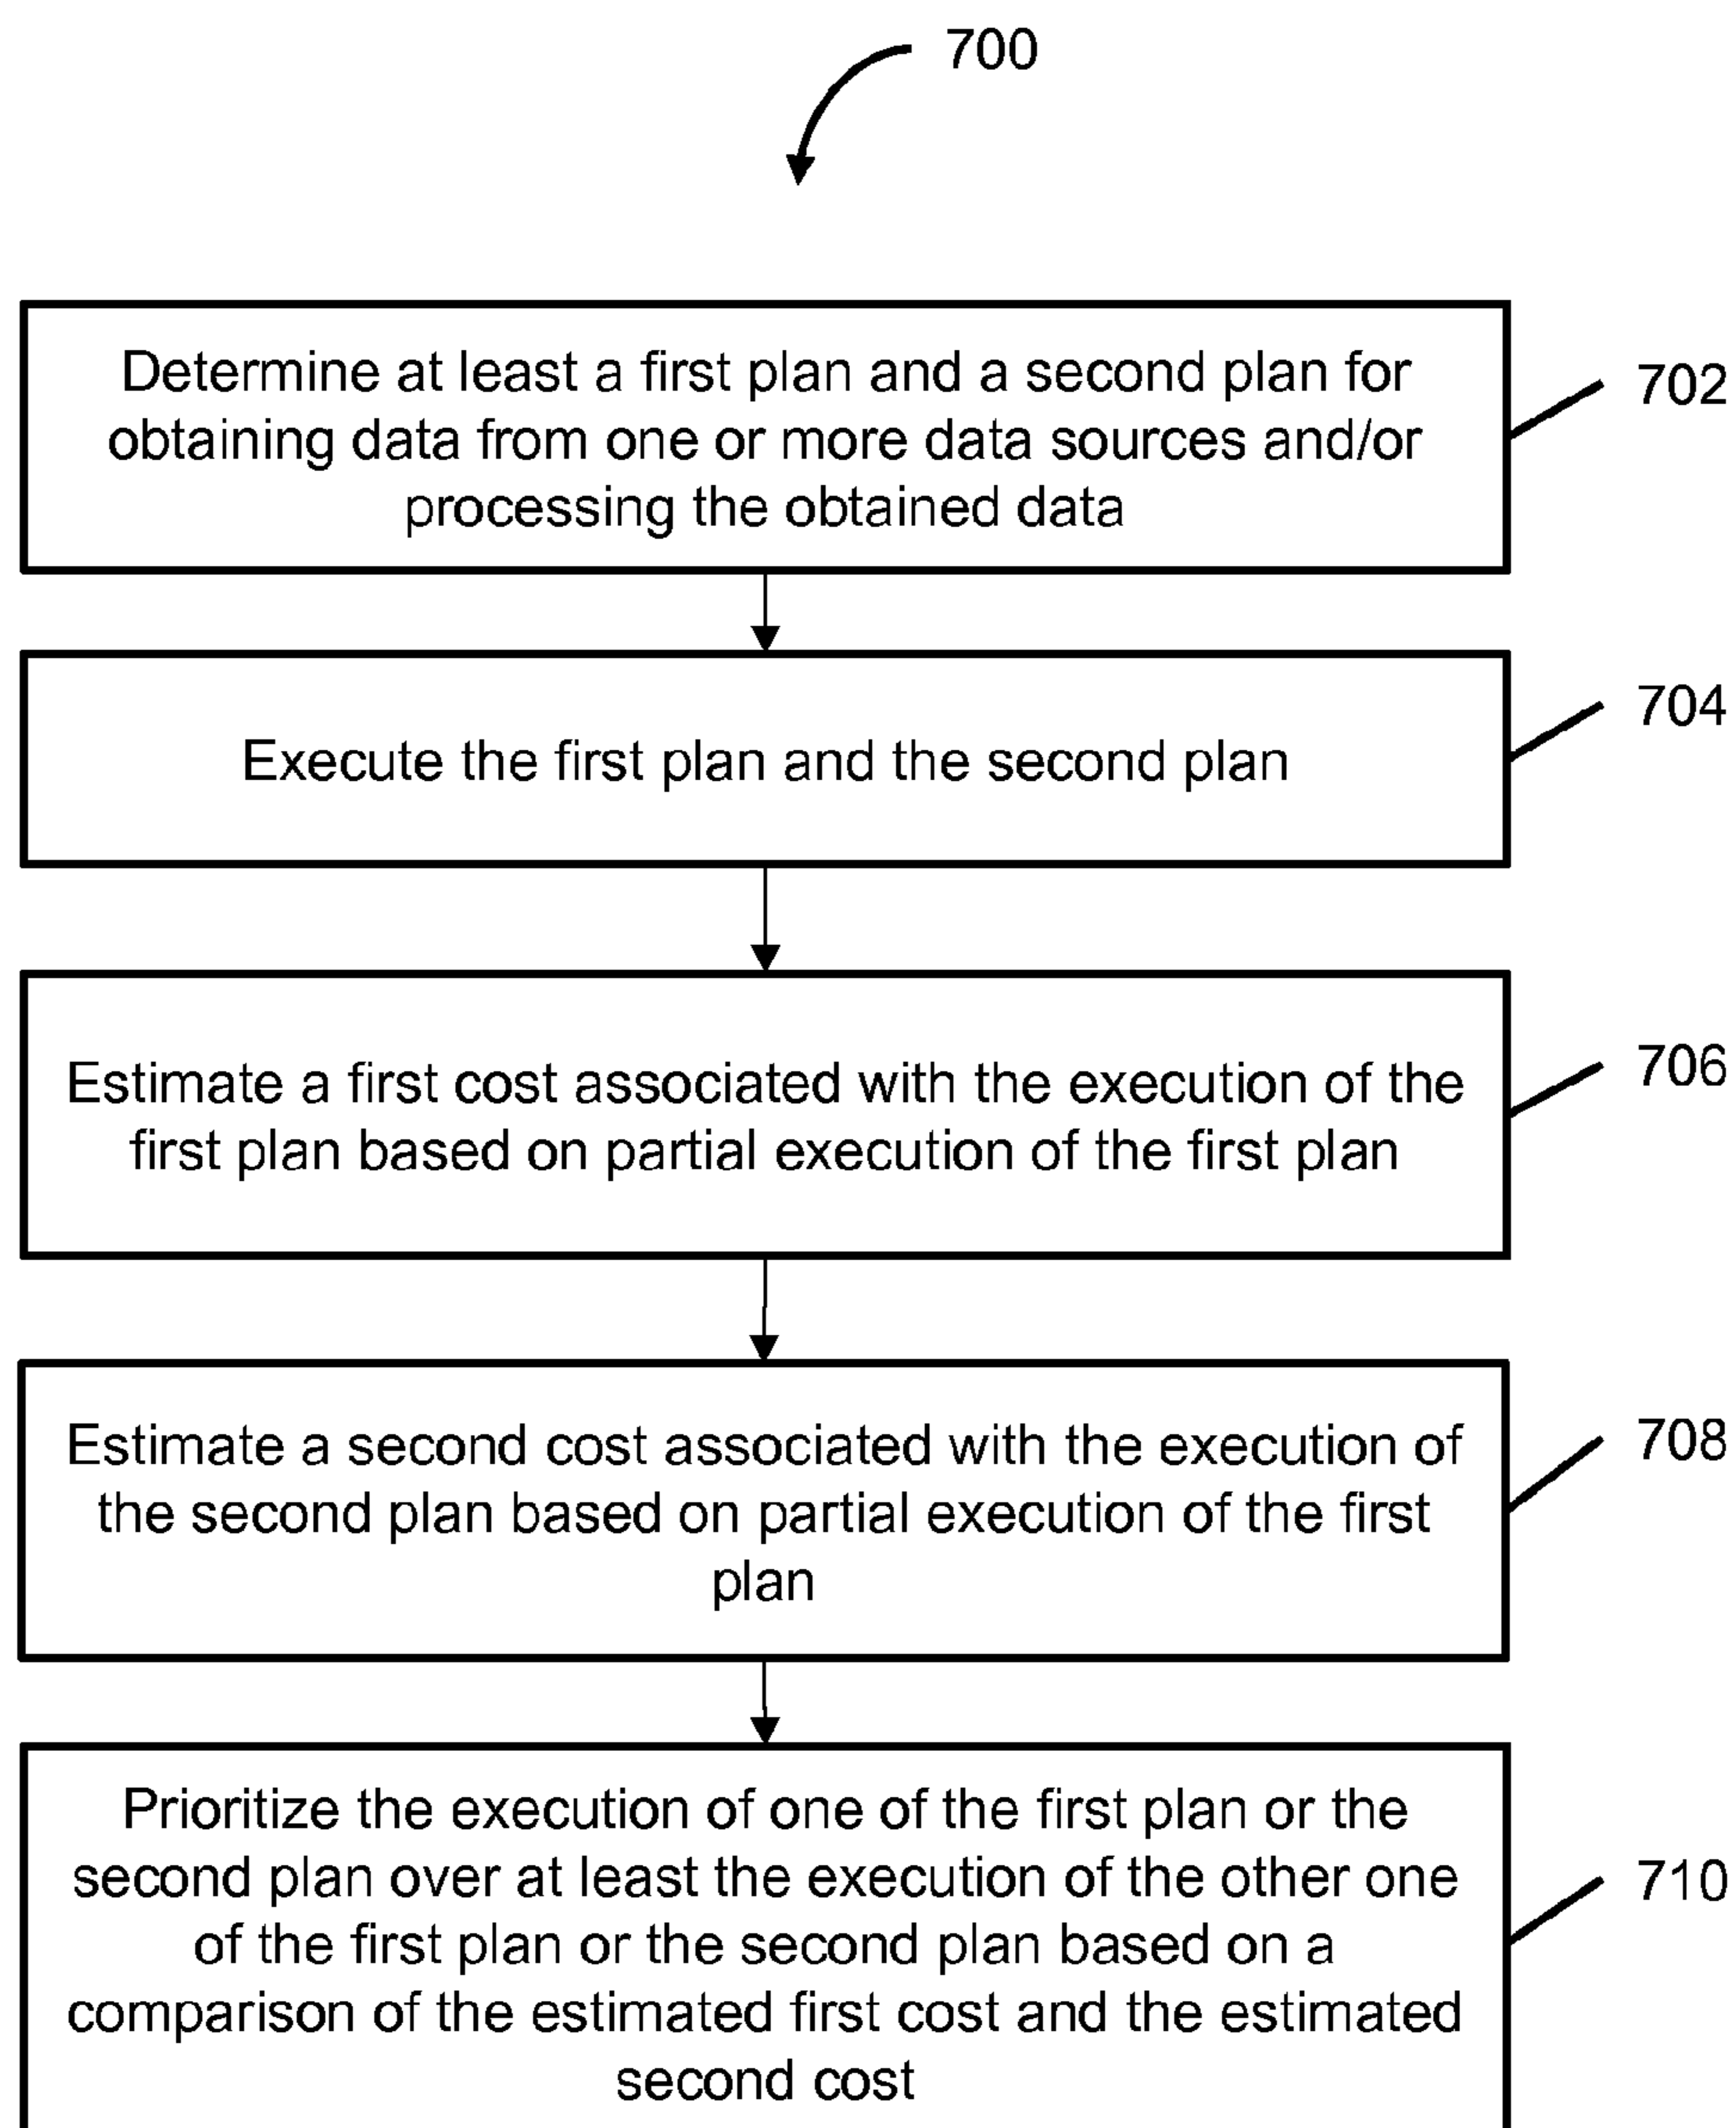 700
Determine at least a first plan and a second plan for
obtaining data from one or more data sources and/or
processing the obtained data
702
Execute the first plan and the second plan
704
Estimate a first cost associated with the execution of the
first plan based on partial execution of the first plan
706
Estimate a second cost associated with the execution of
the second plan based on partial execution of the first
plan
708
Prioritize the execution of one of the first plan or the
second plan over at least the execution of the other one
of the first plan or the second plan based on a
comparison of the estimated first cost and the estimated
second cost
710